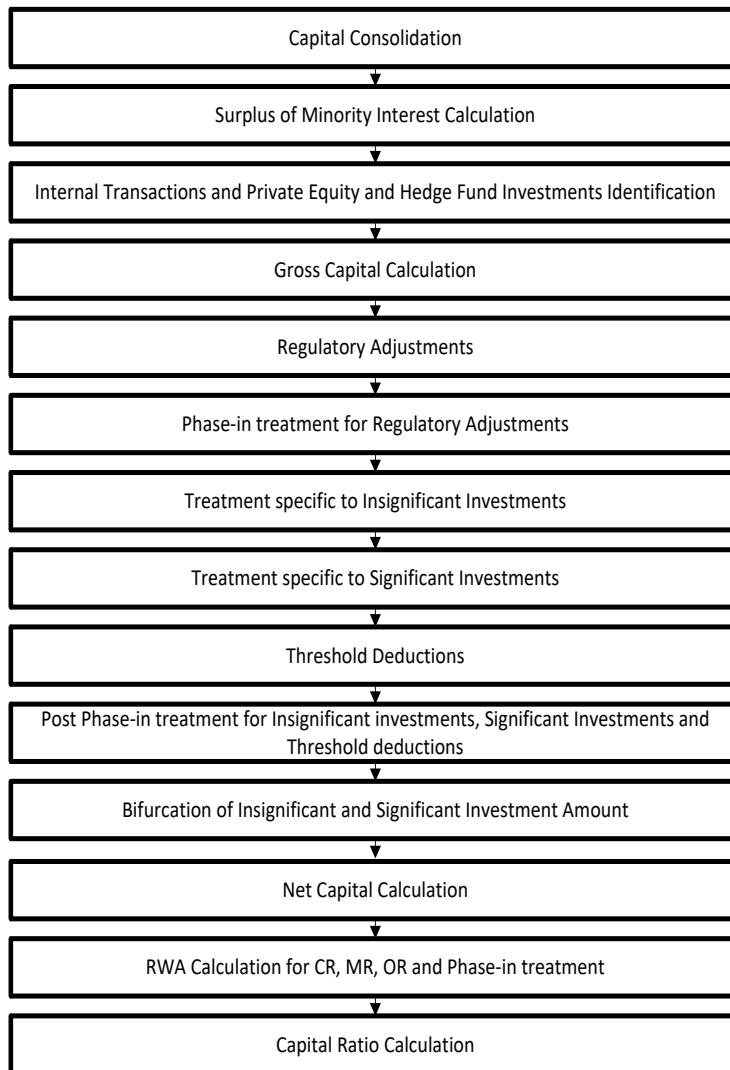 Capital Consolidation
Surplus of Minority Interest Calculation
Internal Transactions and Private Equity and Hedge Fund Investments Identification
Gross Capital Calculation
Regulatory Adjustments
Phase-in treatment for Regulatory Adjustments
Treatment specific to Insignificant Investments
Treatment specific to Significant Investments
Threshold Deductions
Post Phase-in treatment for Insignificant investments, Significant Investments and
Threshold deductions
Bifurcation of Insignificant and Significant Investment Amount
Net Capital Calculation
RWA Calculation for CR, MR, OR and Phase-in treatment
Capital Ratio Calculation